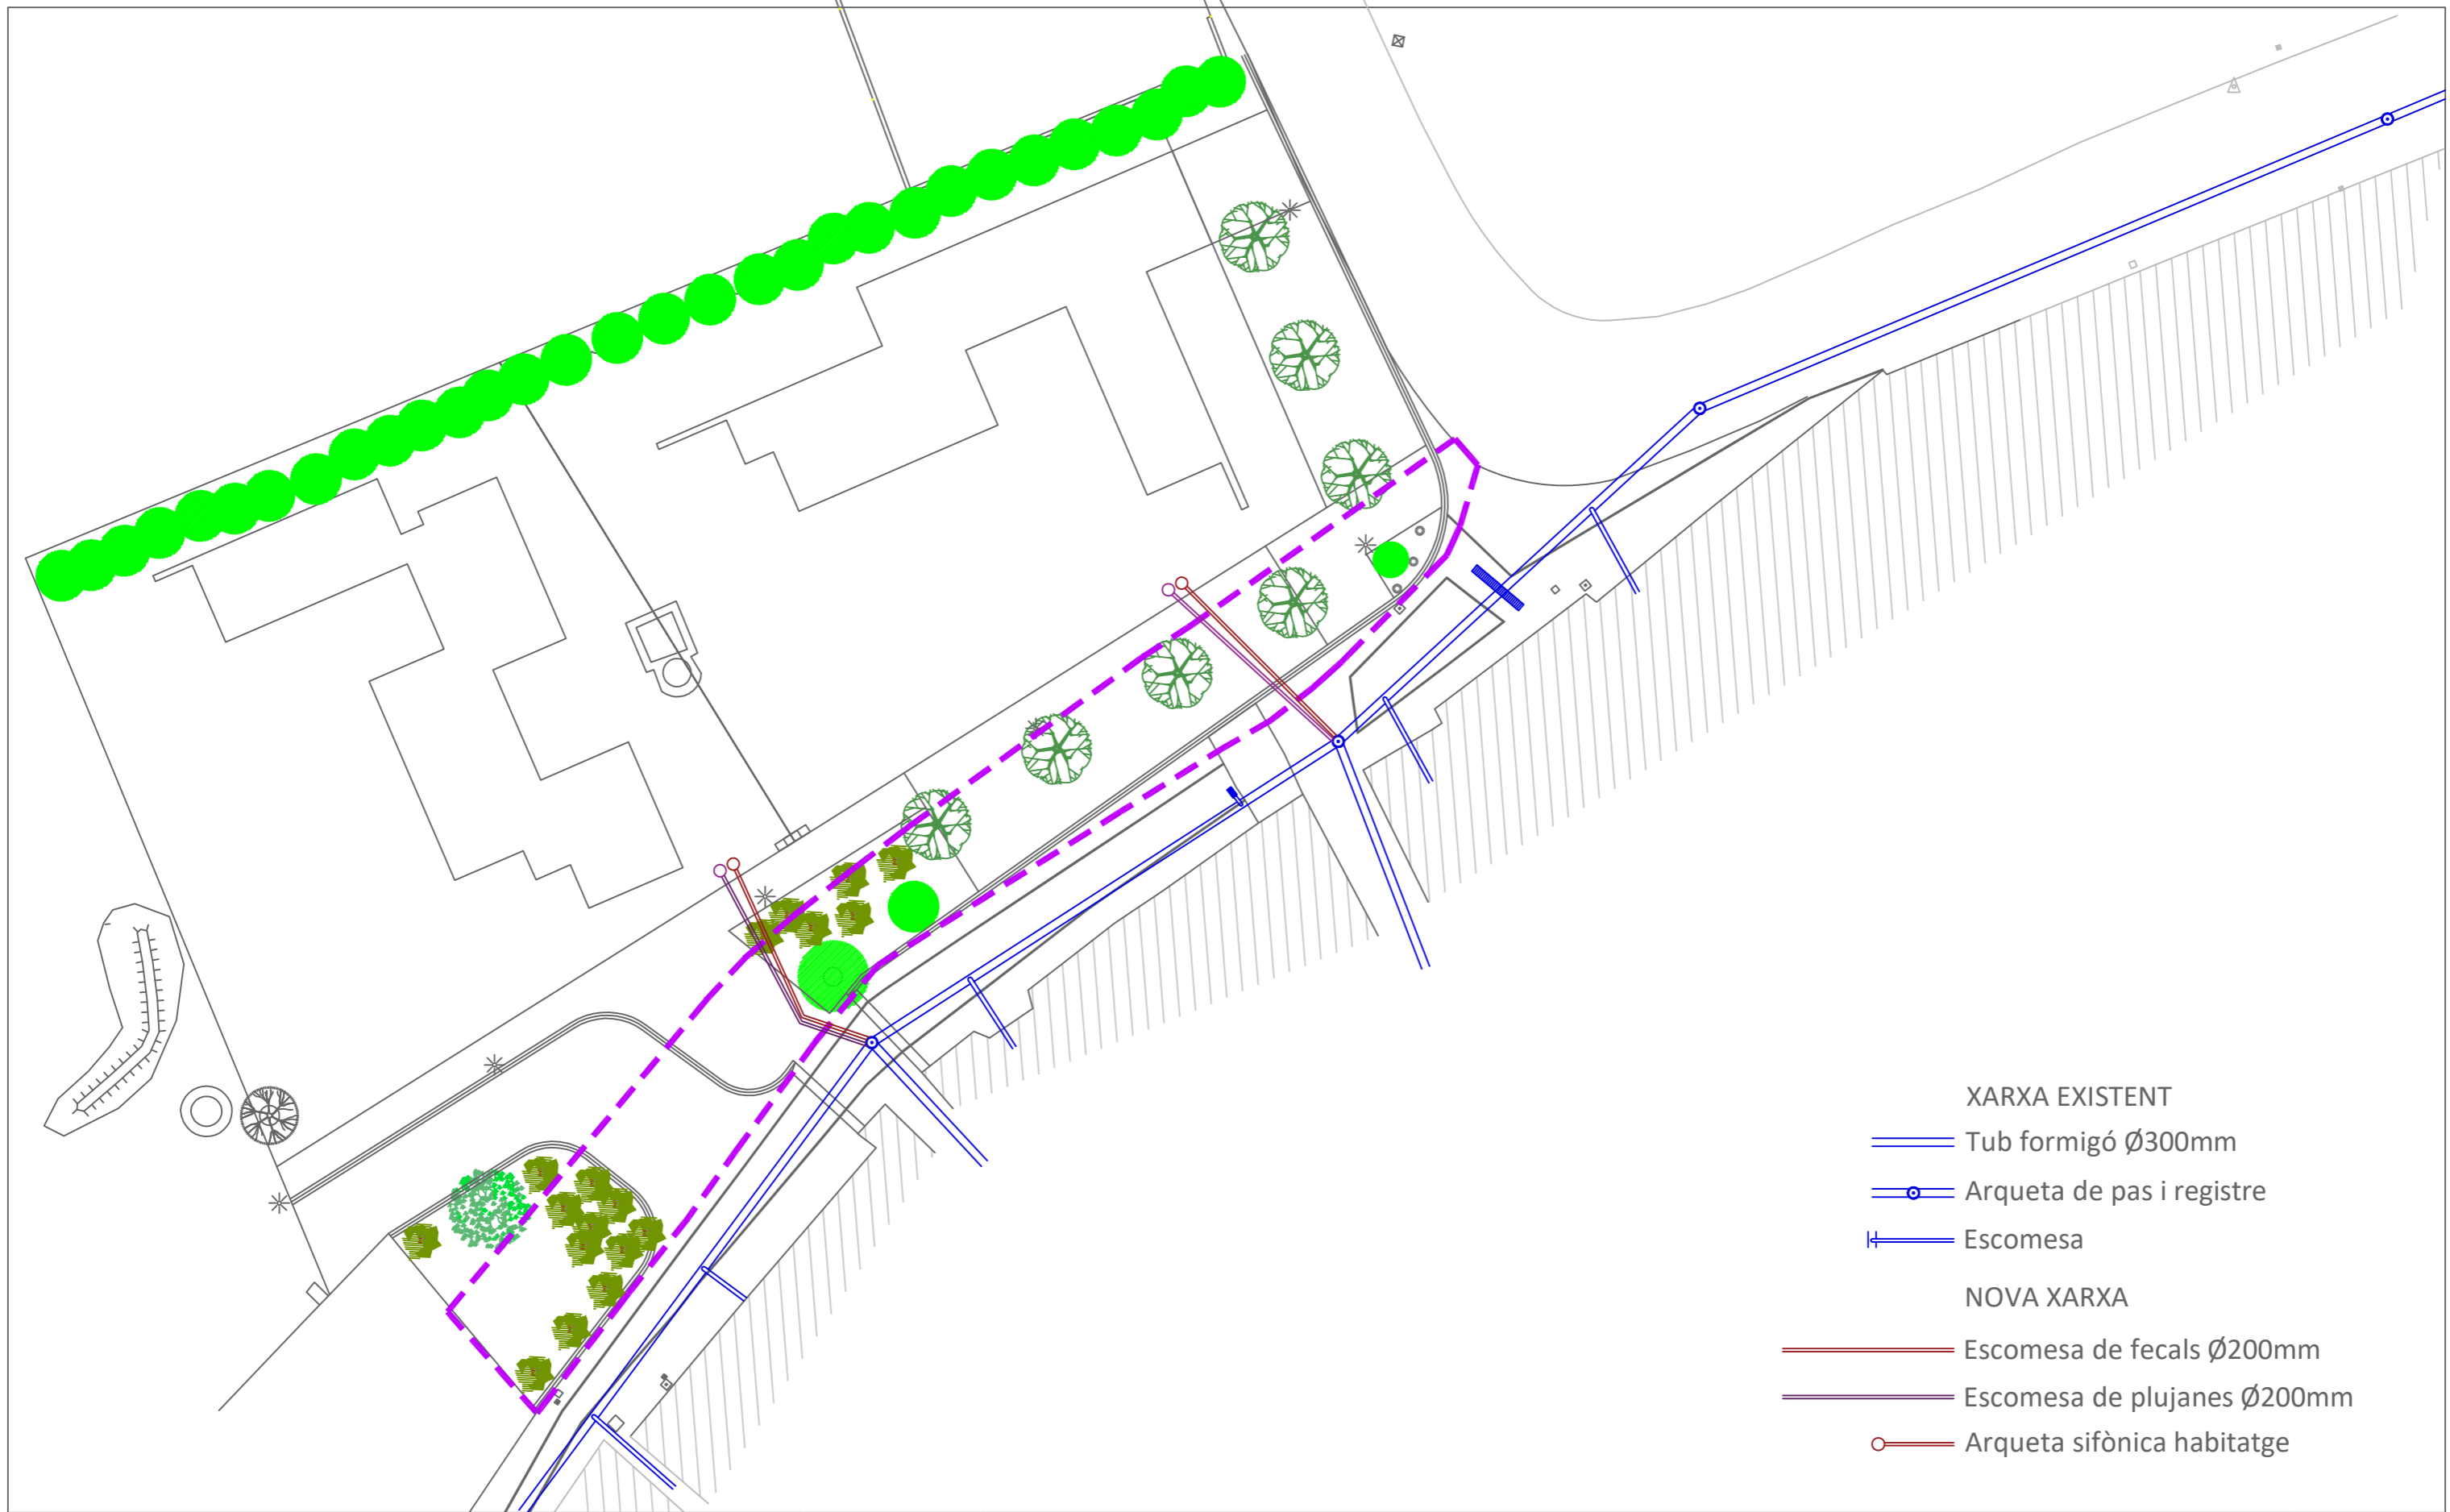 XARXA EXISTENT
Tub formigó Ø300mm
Arqueta de pas i registre
Escomesa
NOVA XARXA
Escomesa de fecals Ø200mm
Escomesa de plujanes Ø200mm
Arqueta sifònica habitatge